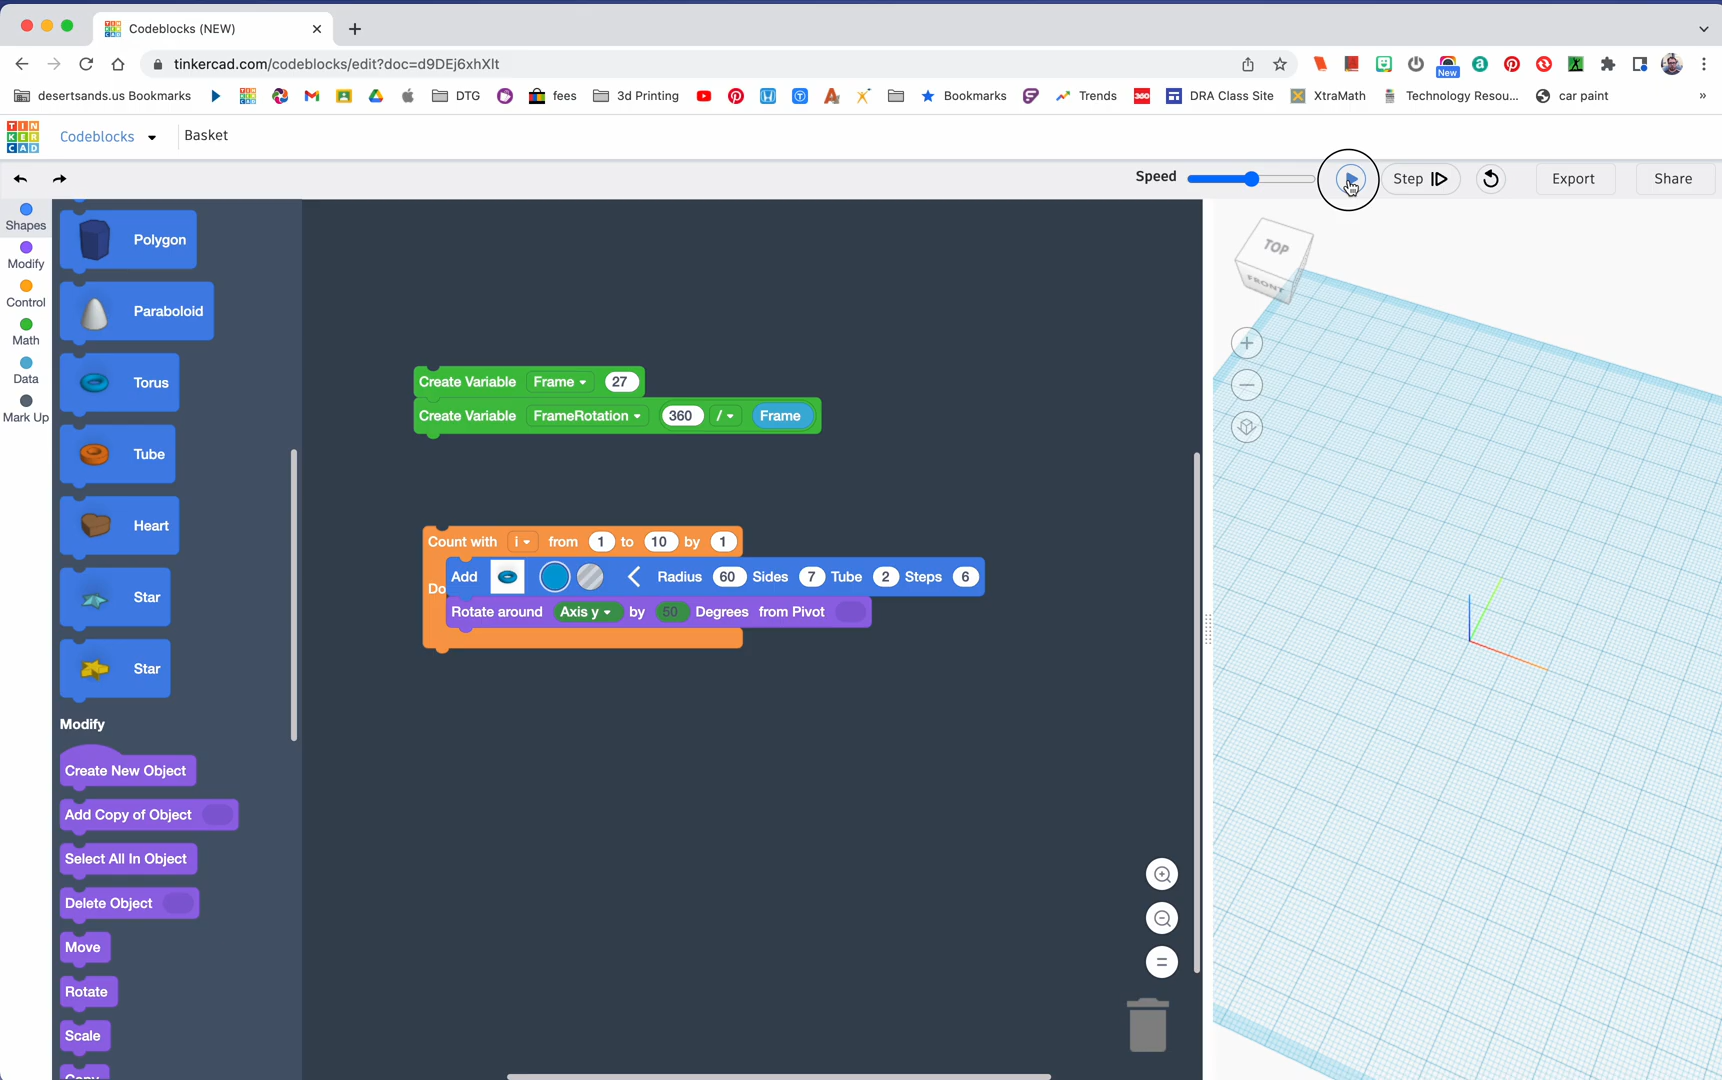 Codeblocks (NEW)
tinkercad.com/codeblocks/edit?doc=d9DEj6xhXIt
New
desertsands.us Bookmarks DTG fees 3d Printing Bookmarks Trends 360 DRA Class Site XtraMath Technology Resou... car paint »
TIN
KER
CAD
Codeblocks Basket
Speed Step Export Share
Shapes
Modify
Control
Math
Data
Mark Up
Polygon
Paraboloid
Torus
Tube
Heart
Star
Star
Modify
Create New Object
Add Copy of Object
Select All In Object
Delete Object
Move
Rotate
Scale
Copy
Create Variable Frame 27
Create Variable FrameRotation 360 / Frame
Count with i from 1 to 10 by 1
Do
Add Radius 60 Sides 7 Tube 2 Steps 6
Rotate around Axis y by 50 Degrees from Pivot
TOP
FRONT